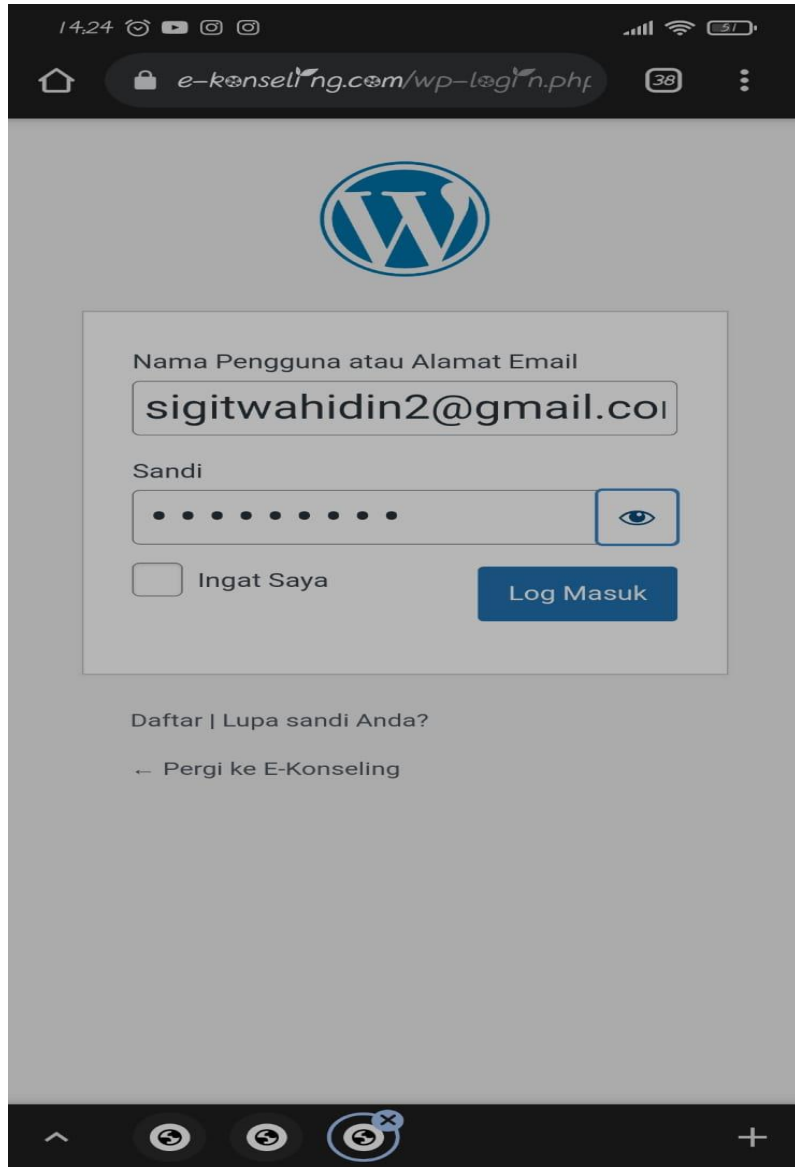 14.24
51
e-konseling.com/wp-login.php
38
Nama Pengguna atau Alamat Email
sigitwahidin2@gmail.co
Sandi
Ingat Saya
Log Masuk
Daftar | Lupa sandi Anda?
← Pergi ke E-Konseling